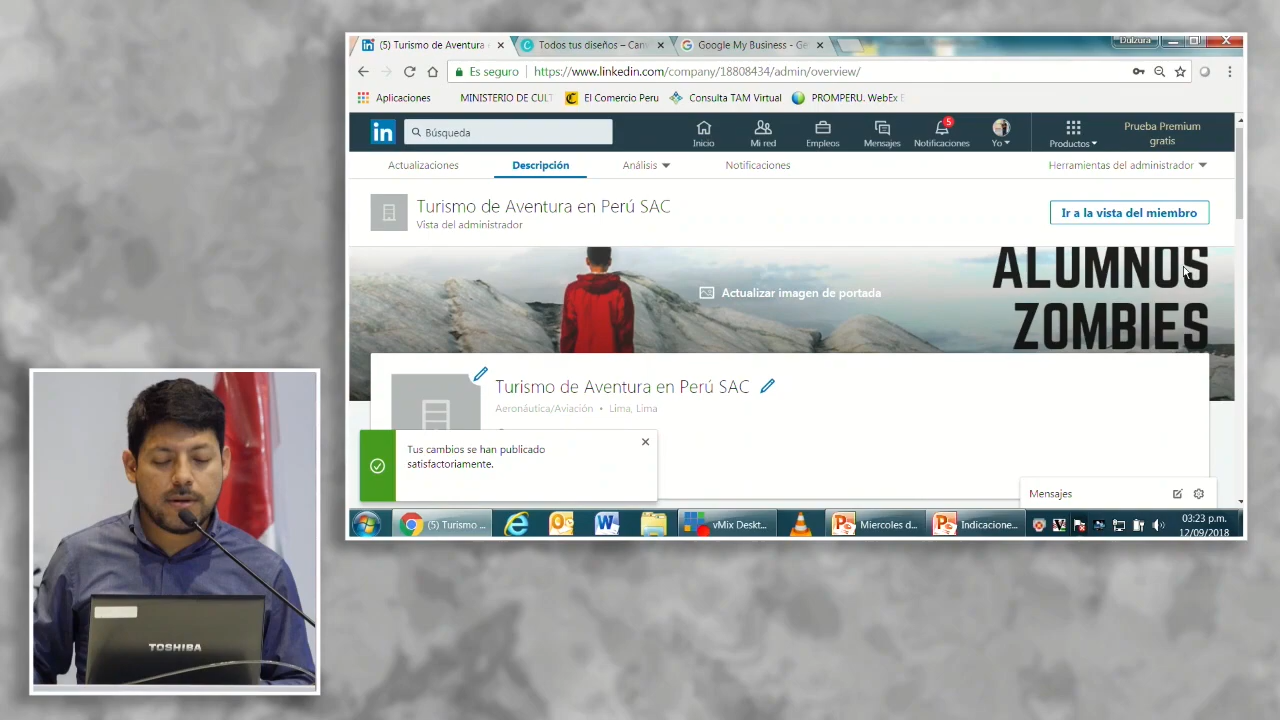 (5) Turismo de Aventura
Todos tus diseños – Can
Google My Business - Ge
Dulzura
Es seguro
https://www.linkedin.com/company/18808434/admin/overview/
Aplicaciones
MINISTERIO DE CULT
El Comercio Peru
Consulta TAM Virtual
PROMPERU. WebEx E
in
Búsqueda
Inicio
Mi red
Empleos
Mensajes
5
Notificaciones
Yo
Productos
Prueba Premium
gratis
Actualizaciones
Descripción
Análisis
Notificaciones
Herramientas del administrador
Turismo de Aventura en Perú SAC
Vista del administrador
Ir a la vista del miembro
Actualizar imagen de portada
ALUMNOS
ZOMBIES
Turismo de Aventura en Perú SAC
Aeronáutica/Aviación • Lima, Lima
Tus cambios se han publicado
satisfactoriamente.
Mensajes
(5) Turismo ...
vMix Deskt...
Miercoles d...
Indicacione...
03:23 p.m.
12/09/2018
TOSHIBA